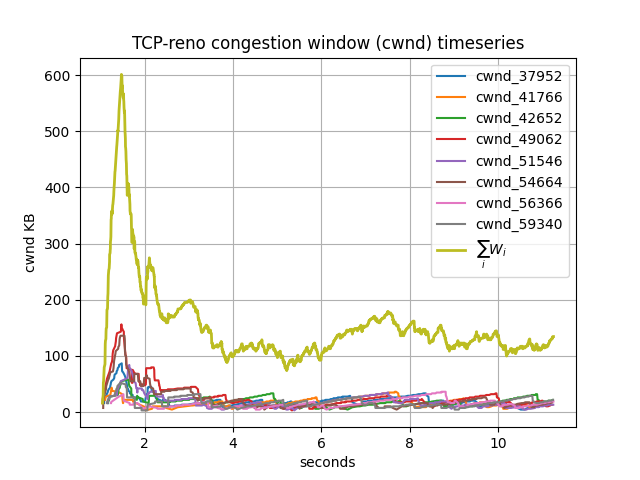 TCP-reno congestion window (cwnd) timeseries
cwnd KB
600
500
400
300
200
100
0
cwnd_37952
cwnd_41766
cwnd_42652
cwnd_49062
cwnd_51546
cwnd_54664
cwnd_56366
cwnd_59340
∑ᵢ Wᵢ
2 4 6 8 10
seconds